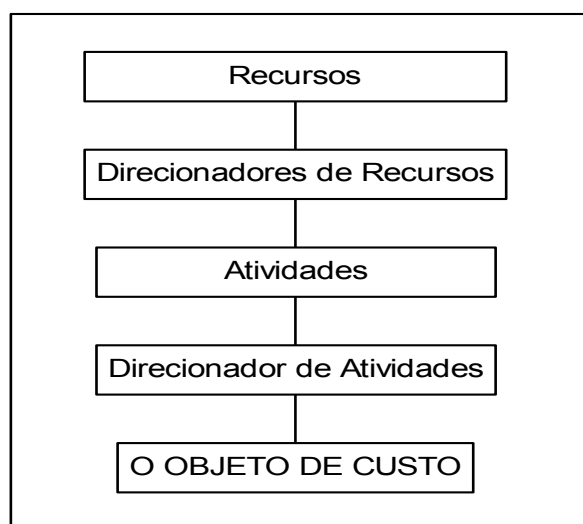 Recursos
Direcionadores de Recursos
Atividades
Direcionador de Atividades
O OBJETO DE CUSTO